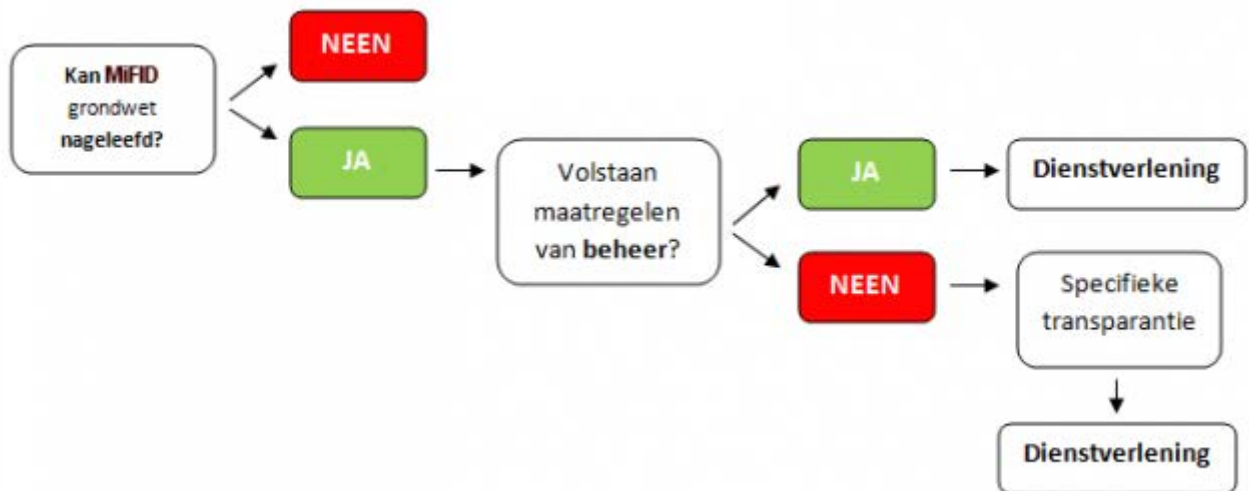 NEEN
Kan MiFID
grondwet
nageleefd?
JA
Volstaan
maatregelen
van beheer?
JA
Dienstverlening
NEEN
Specifieke
transparantie
Dienstverlening